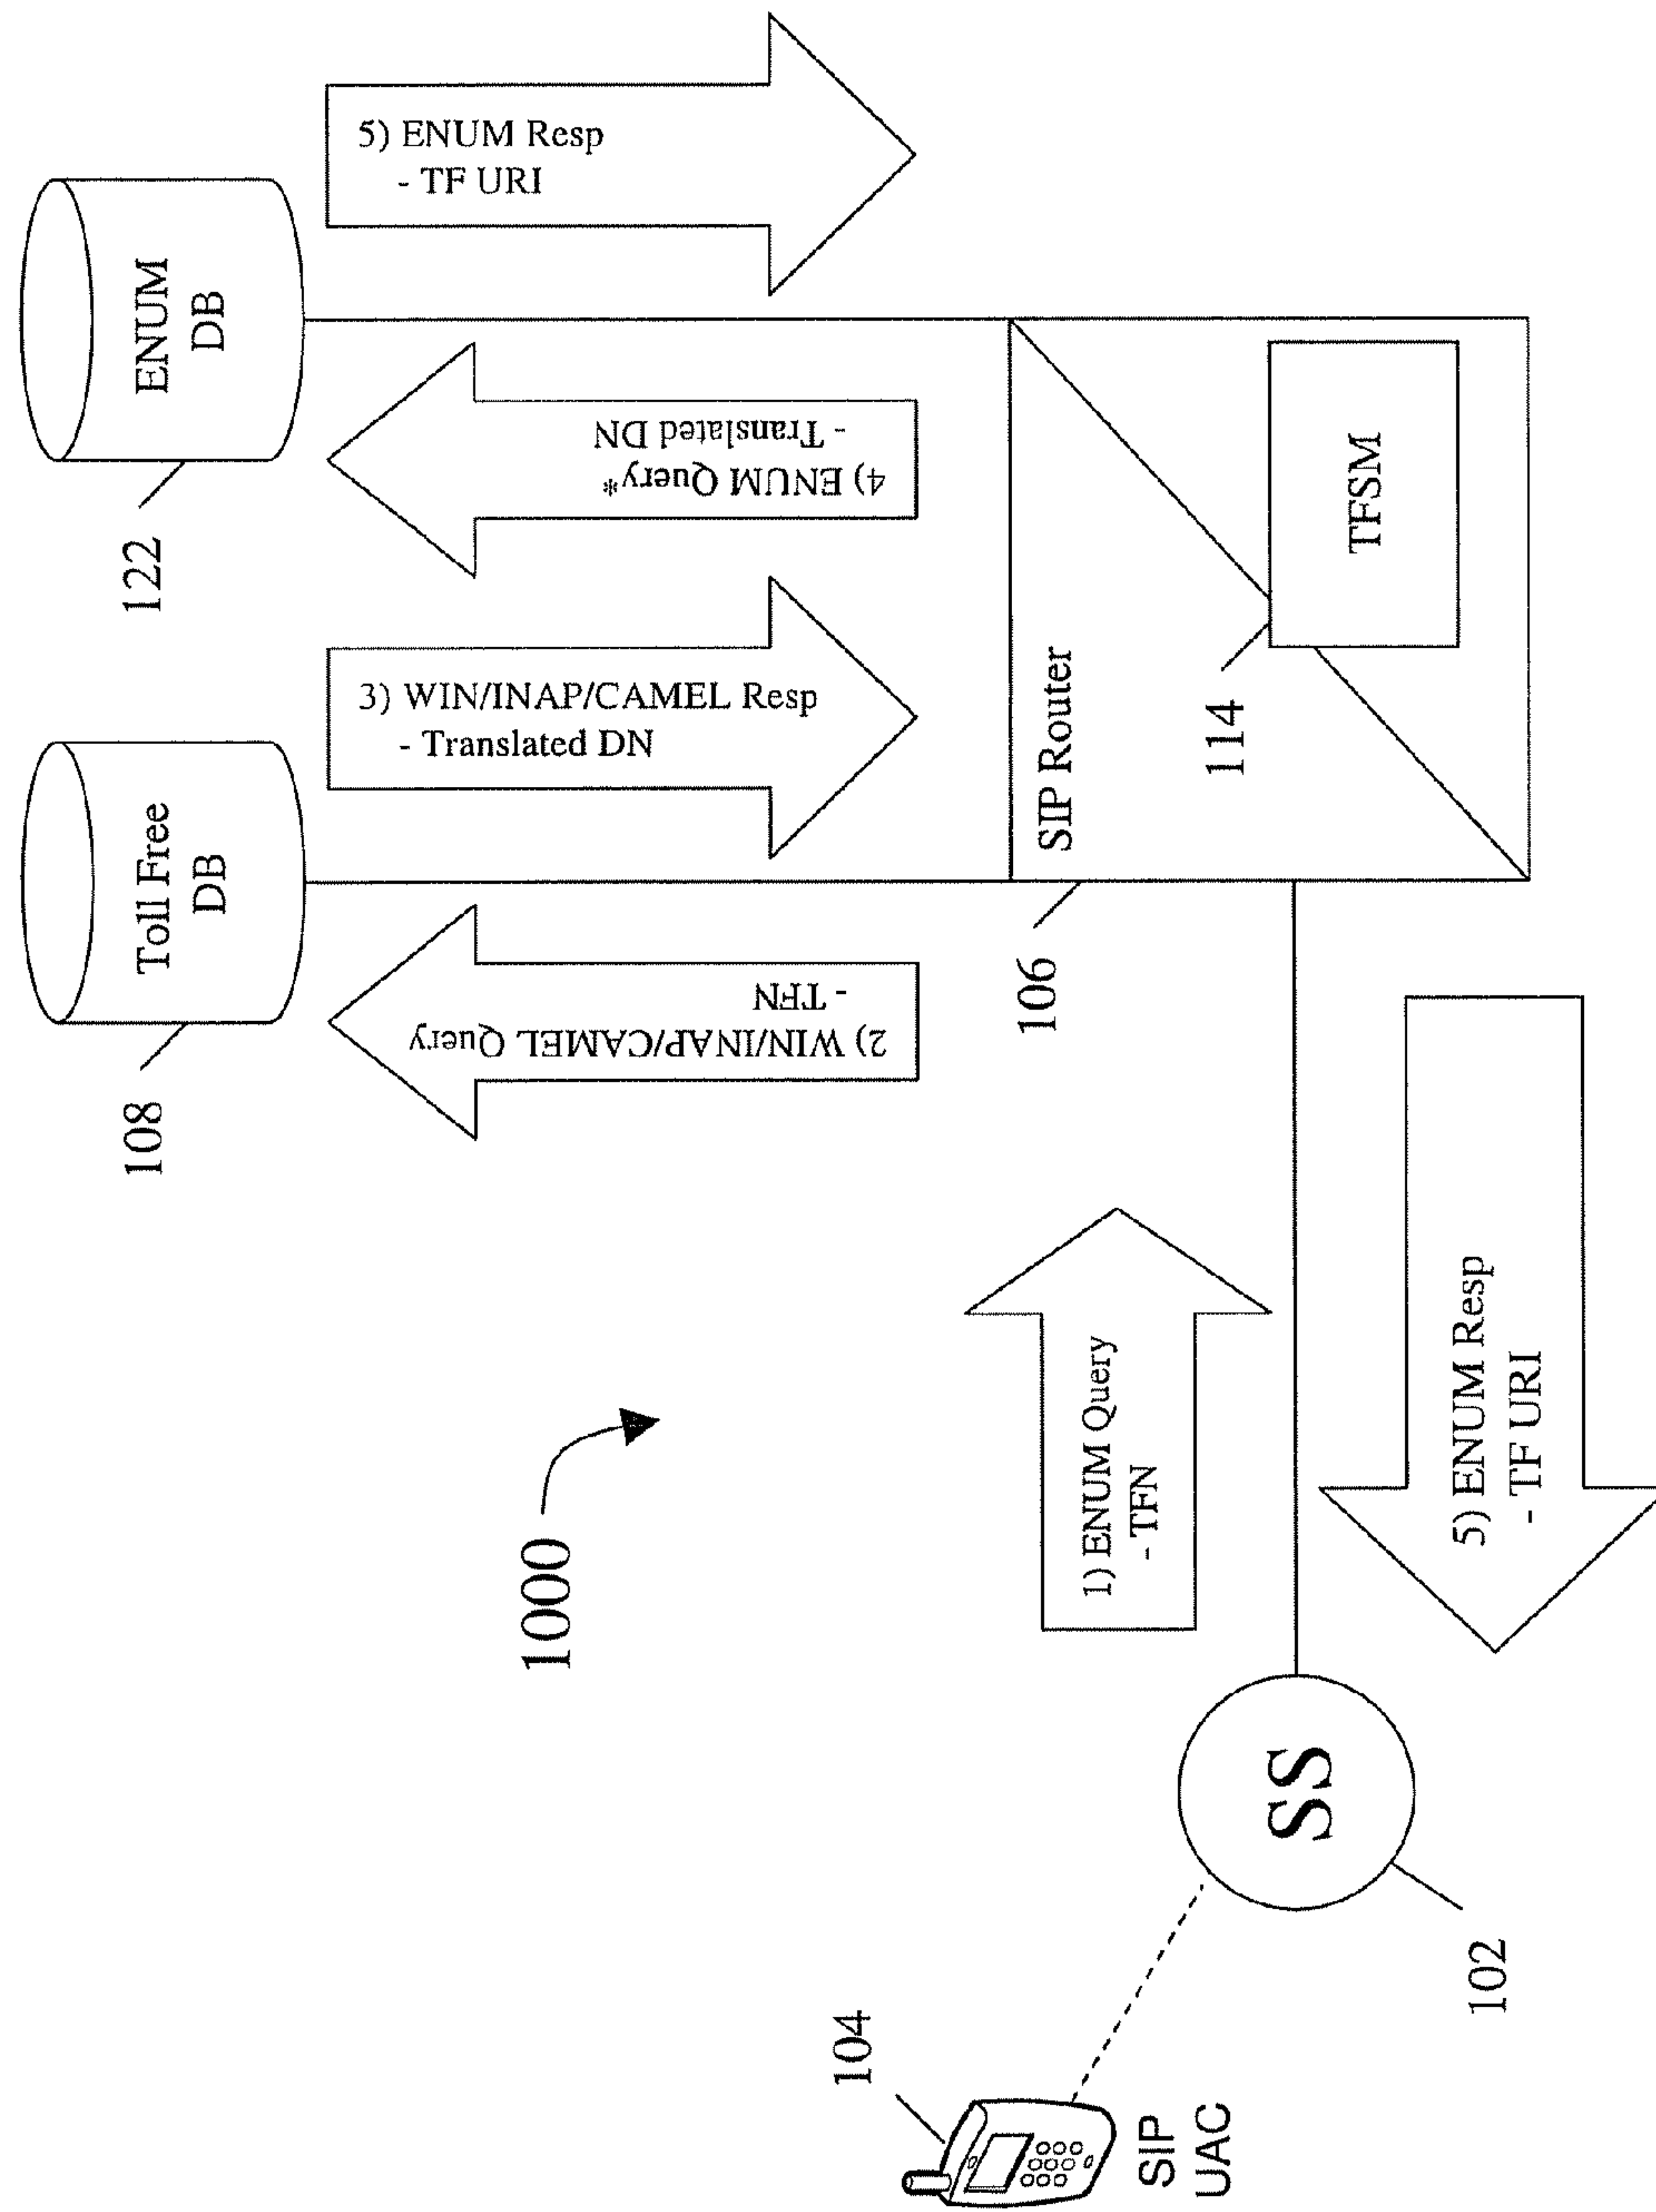 ENUM
DB
122
5) ENUM Resp
- TF URI
4) ENUM Query*
- Translated DN
Toll Free
DB
108
3) WIN/INAP/CAMEL Resp
- Translated DN
2) WIN/INAP/CAMEL Query
- TFN
SIP Router
106
114
TFSM
1000
1) ENUM Query
- TFN
5) ENUM Resp
- TF URI
SS
102
104
SIP
UAC